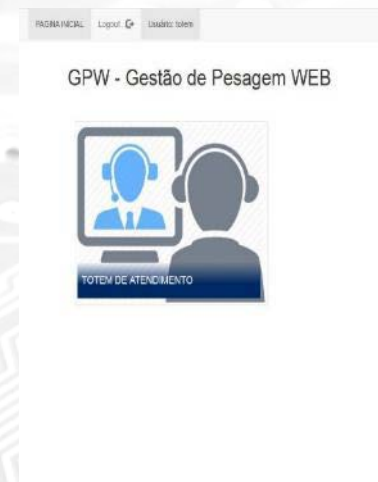 PAGINA INICIAL Logout Usuário: totem
GPW - Gestão de Pesagem WEB
TOTEM DE ATENDIMENTO